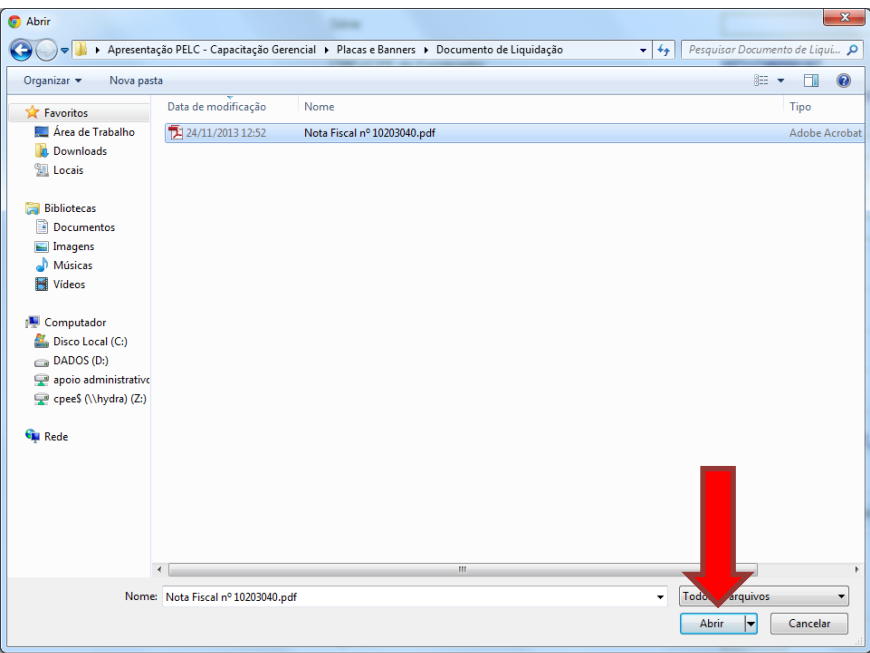 Abrir
Apresentação PELC - Capacitação Gerencial Placas e Banners Documento de Liquidação
Pesquisar Documento de Liqui...
Organizar Nova pasta
Data de modificação Nome Tipo
Favoritos
24/11/2013 12:52 Nota Fiscal nº 10203040.pdf Adobe Acrobat
Área de Trabalho
Downloads
Locais
Bibliotecas
Documentos
Imagens
Músicas
Vídeos
Computador
Disco Local (C:)
DADOS (D:)
apoio administrativo
cpee$ (\\hydra) (Z:)
Rede
Nome: Nota Fiscal nº 10203040.pdf
arquivos
Abrir Cancelar